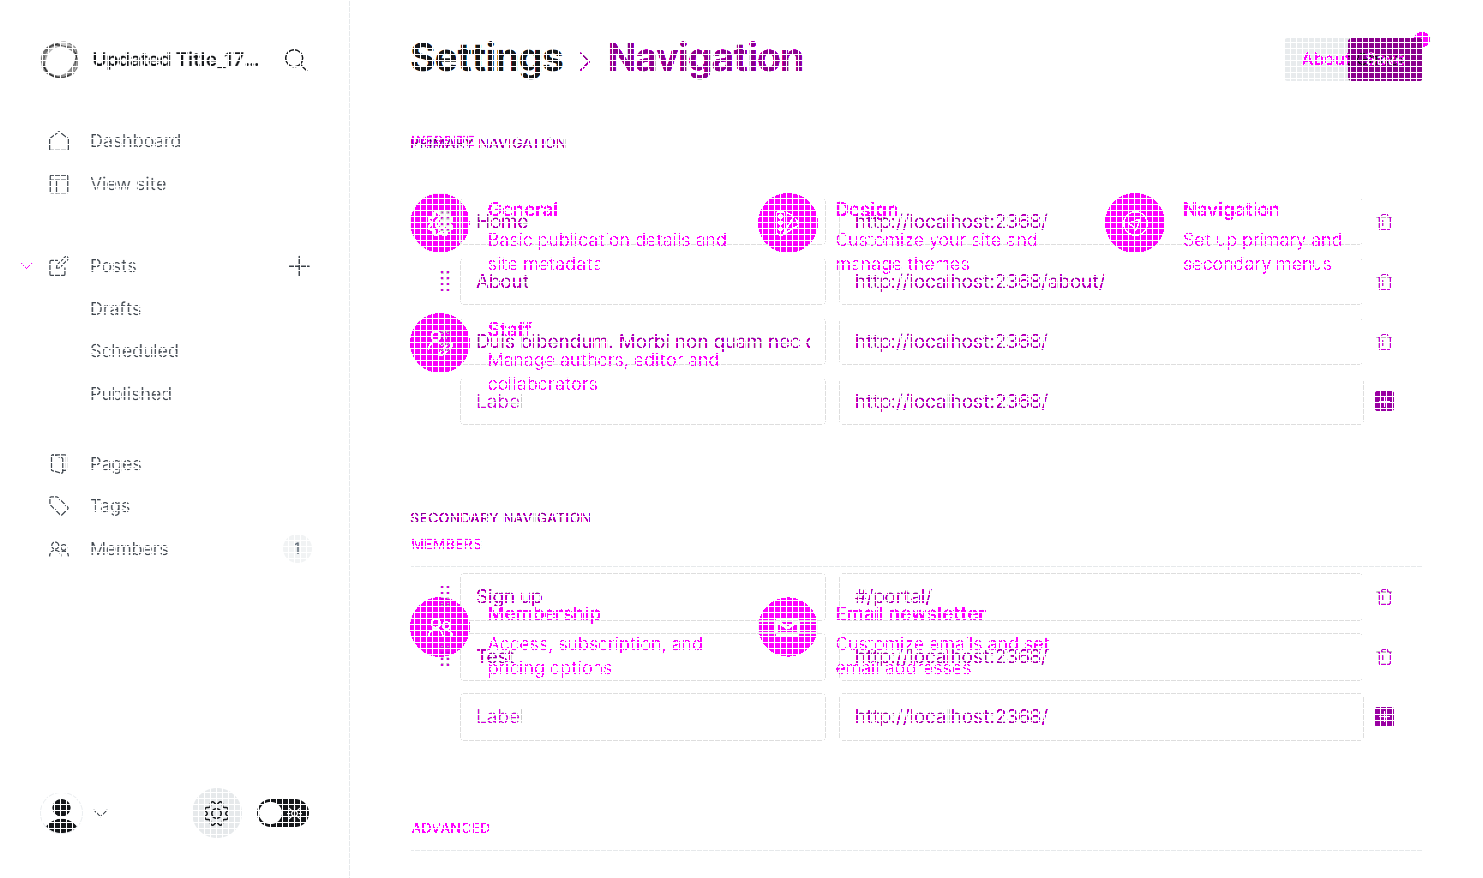 Updated Title_17...
Dashboard
View site
Posts
Drafts
Scheduled
Published
Pages
Tags
Members
1
Settings
Navigation
About
Save
WEBSITE
PRIMARY NAVIGATION
General
Basic publication details and
site metadata
Design
Customize your site and
manage themes
Navigation
Set up primary and
secondary menus
Home
http://localhost:2368/
About
http://localhost:2368/about/
Staff
Manage authors, editor and
collaborators
Duis bibendum. Morbi non quam nec
http://localhost:2368/
Label
http://localhost:2368/
SECONDARY NAVIGATION
MEMBERS
Sign up
#/portal/
Membership
Access, subscription, and
pricing options
Email newsletter
Customize emails and set
email addresses
Test
http://localhost:2368/
Label
http://localhost:2368/
ADVANCED